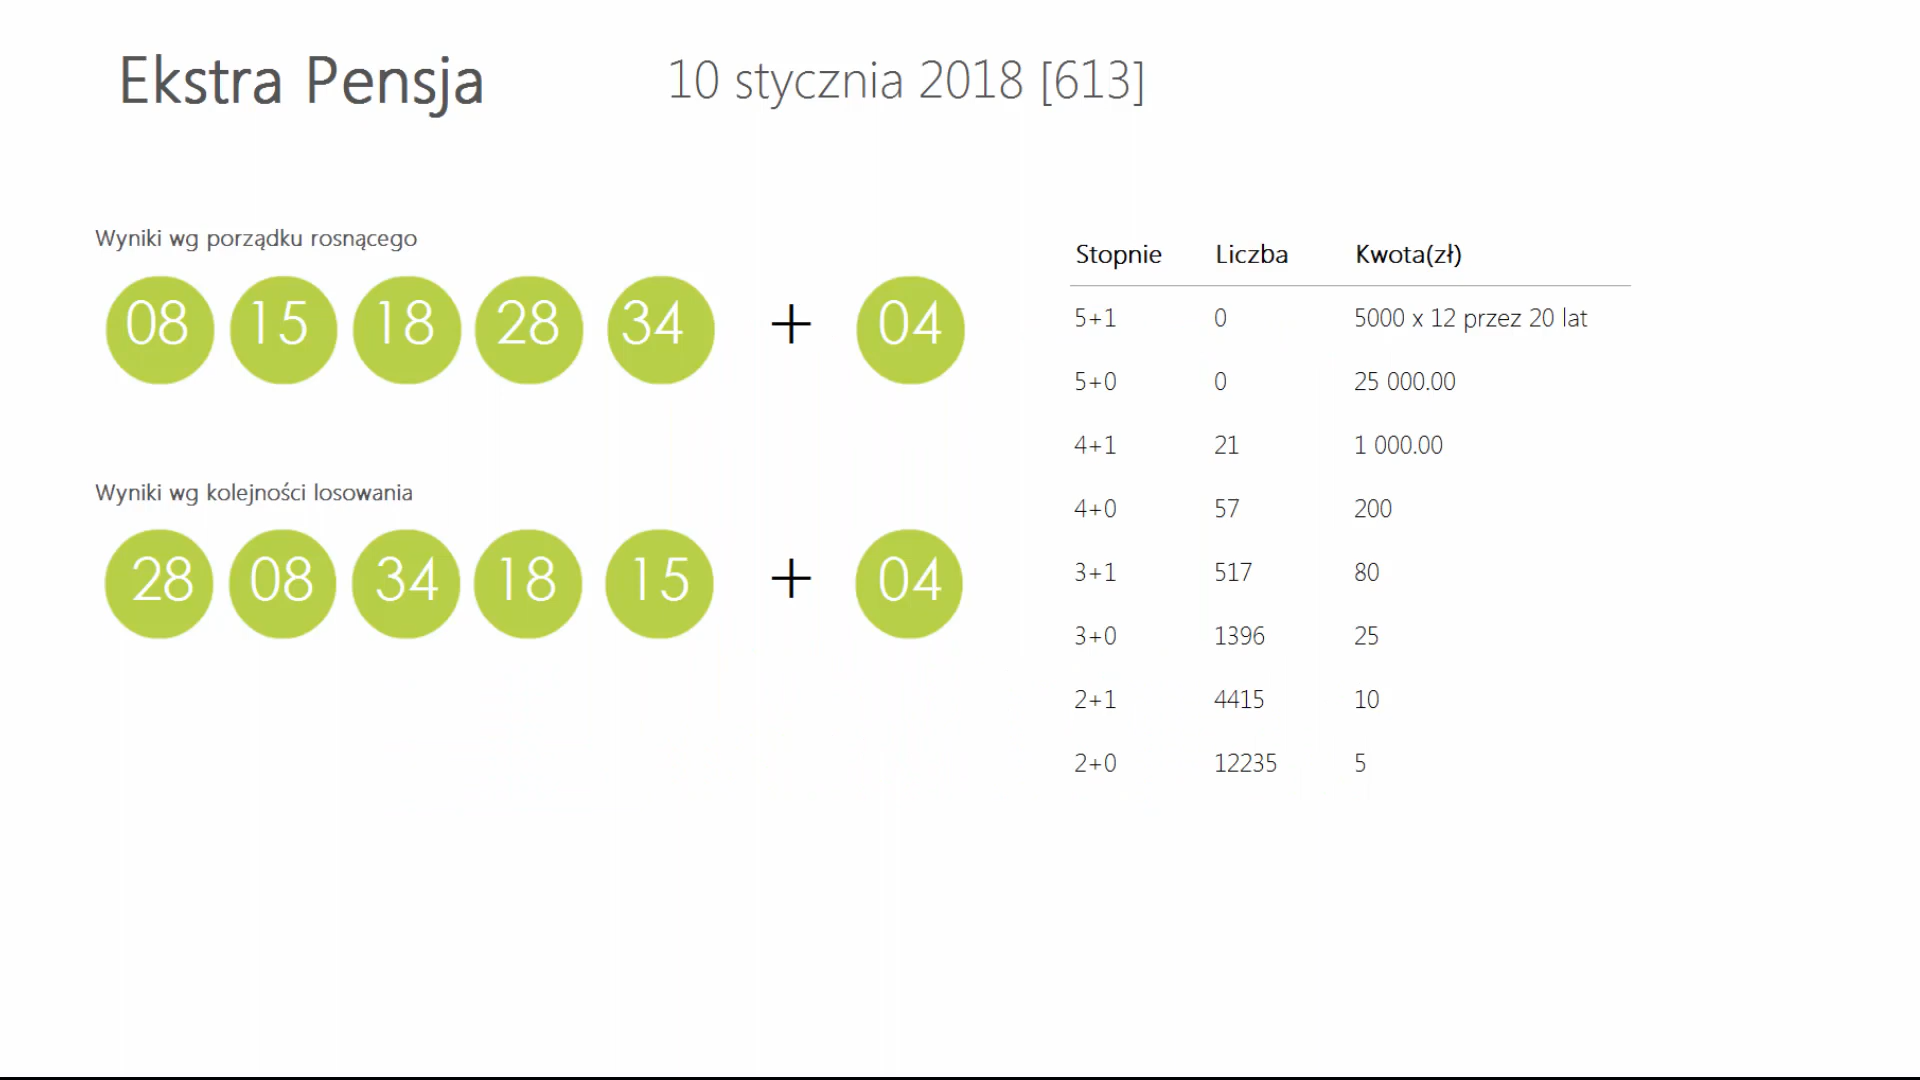 Ekstra Pensja 10 stycznia 2018 [613]
Wyniki wg porządku rosnącego
08 15 18 28 34 + 04
Wyniki wg kolejności losowania
28 08 34 18 15 + 04
Stopnie Liczba Kwota(zł)
5+1 0 5000 x 12 przez 20 lat
5+0 0 25 000.00
4+1 21 1 000.00
4+0 57 200
3+1 517 80
3+0 1396 25
2+1 4415 10
2+0 12235 5